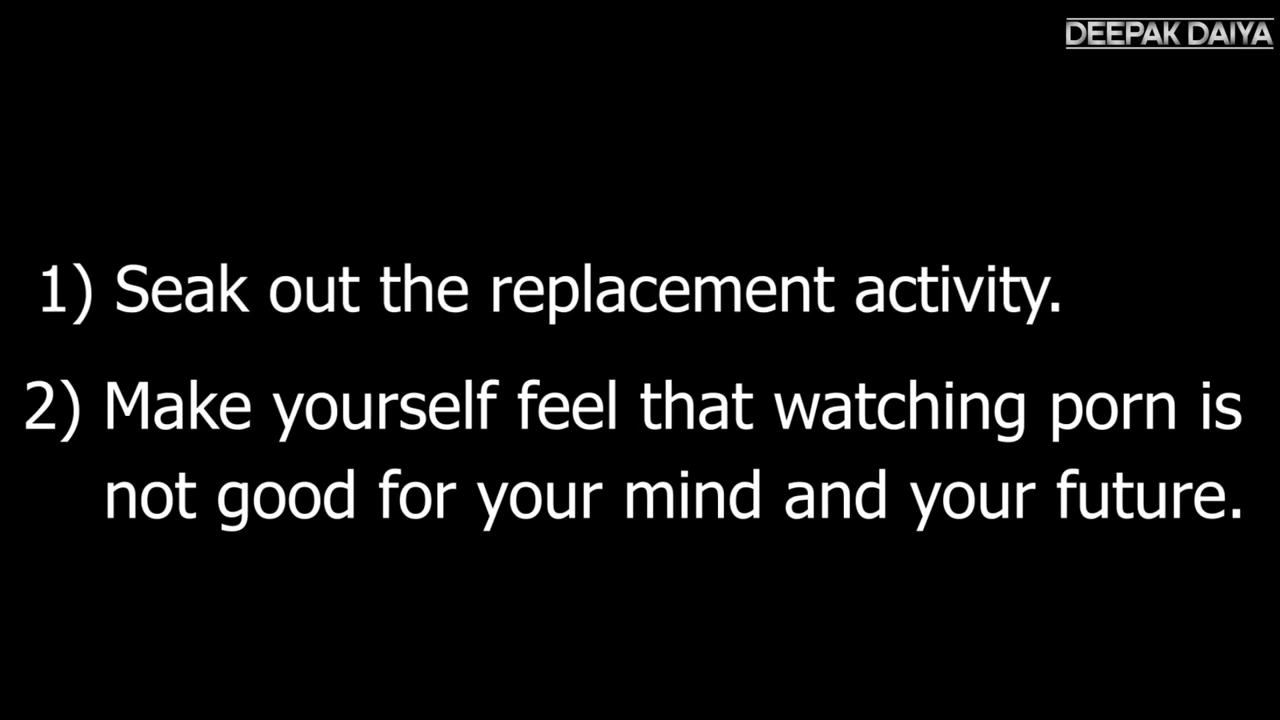 DEEPAK DAIYA
1) Seak out the replacement activity.
2) Make yourself feel that watching porn is
not good for your mind and your future.